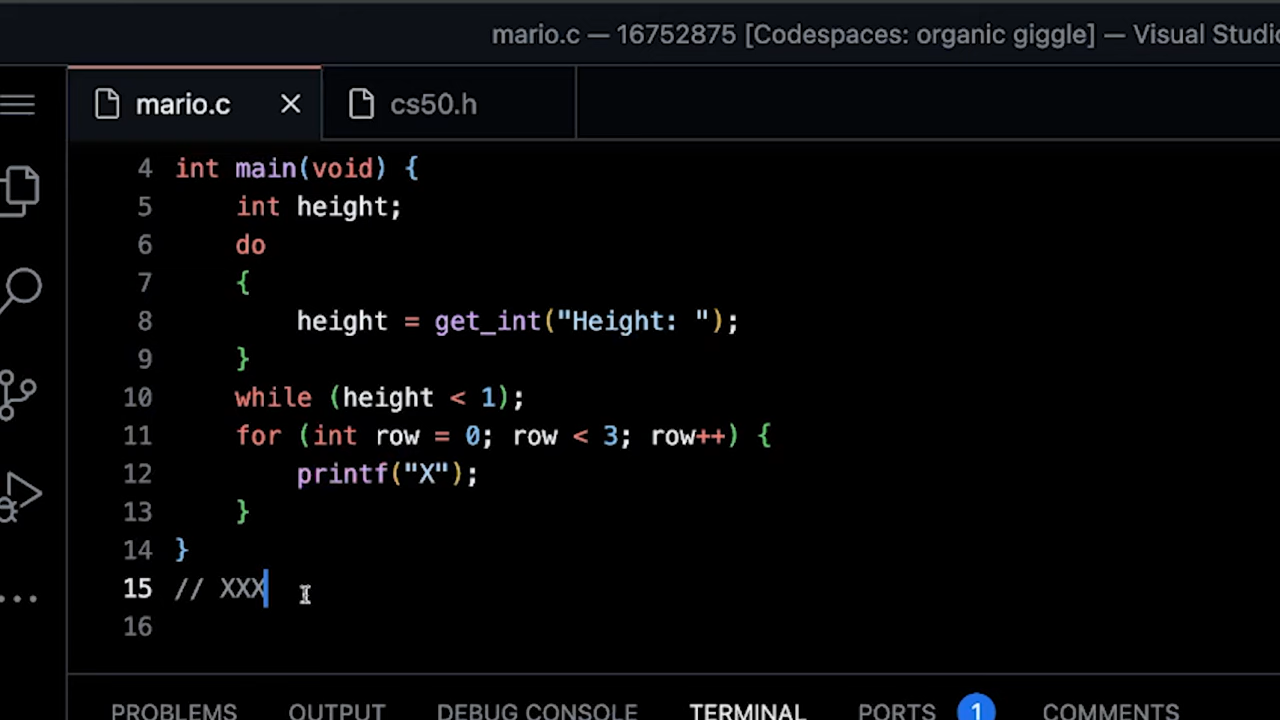 mario.c — 16752875 [Codespaces: organic giggle] — Visual Studio
mario.c
cs50.h
4 int main(void) {
5     int height;
6     do
7     {
8         height = get_int("Height: ");
9     }
10     while (height < 1);
11     for (int row = 0; row < 3; row++) {
12         printf("X");
13     }
14 }
15 // XXX
16
PROBLEMS OUTPUT DEBUG CONSOLE TERMINAL PORTS 1 COMMENTS